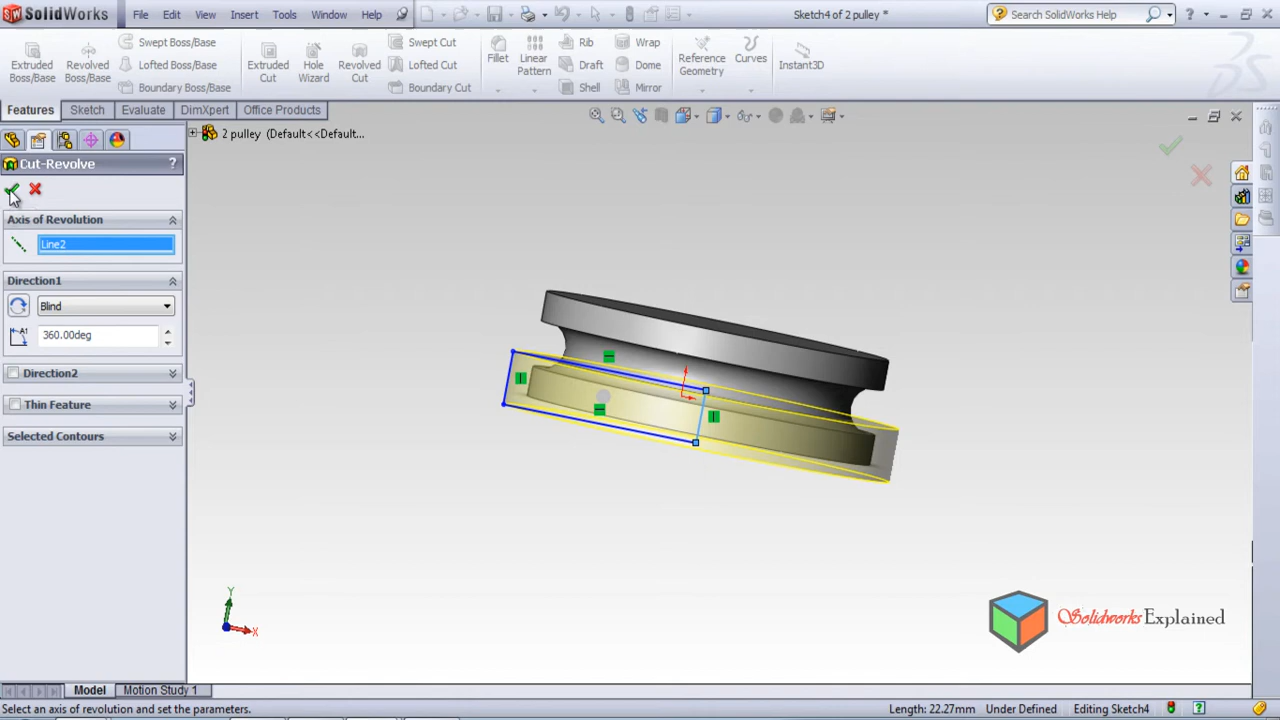 SolidWorks File Edit View Insert Tools Window Help Sketch4 of 2 pulley * Search SolidWorks Help
Extruded Boss/Base
Revolved Boss/Base
Swept Boss/Base
Lofted Boss/Base
Boundary Boss/Base
Extruded Cut
Hole Wizard
Revolved Cut
Swept Cut
Lofted Cut
Boundary Cut
Fillet
Linear Pattern
Rib
Draft
Shell
Wrap
Dome
Mirror
Reference Geometry
Curves
Instant3D
Features Sketch Evaluate DimXpert Office Products
2 pulley (Default<<Default...
Cut-Revolve ?
Axis of Revolution
Line2
Direction1
Blind
360.00deg
Direction2
Thin Feature
Selected Contours
Y
X
Solidworks Explained
Model Motion Study 1
Select an axis of revolution and set the parameters. Length: 22.27mm Under Defined Editing Sketch4 ?